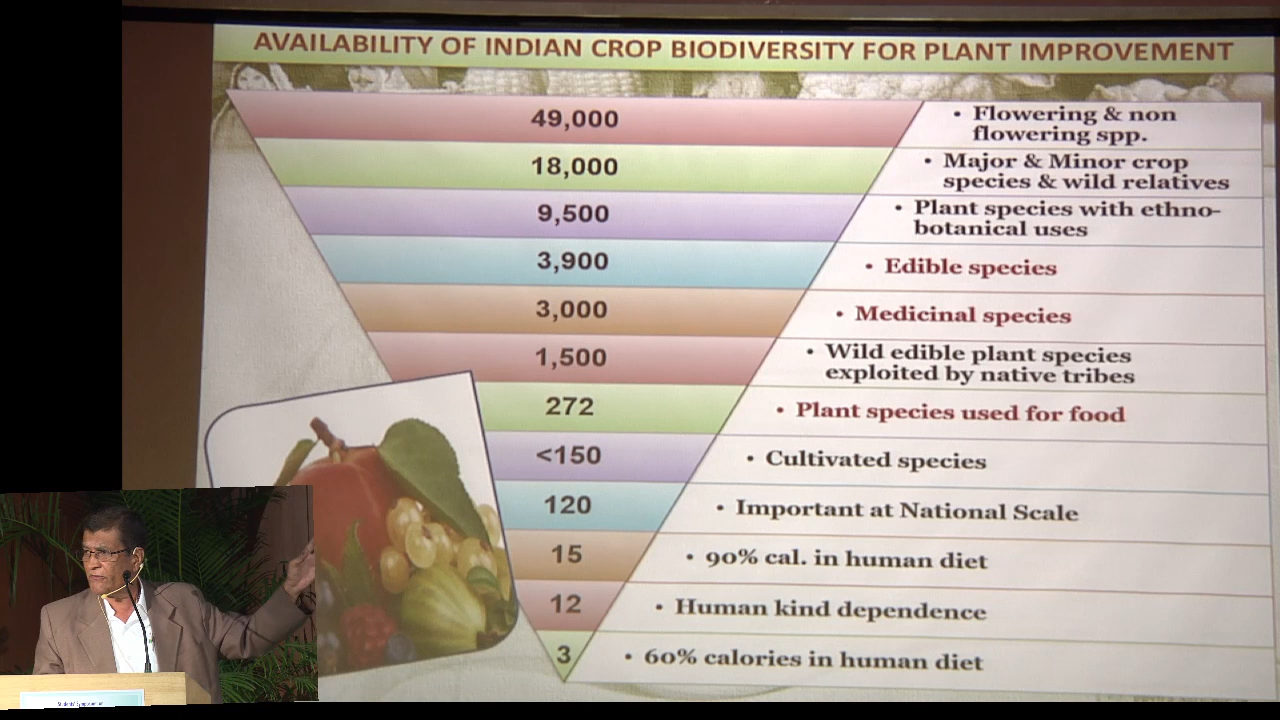 AVAILABILITY OF INDIAN CROP BIODIVERSITY FOR PLANT IMPROVEMENT
49,000
• Flowering & non
flowering spp.
18,000
• Major & Minor crop
species & wild relatives
9,500
• Plant species with ethno-
botanical uses
3,900
• Edible species
3,000
• Medicinal species
1,500
• Wild edible plant species
exploited by native tribes
272
• Plant species used for food
<150
• Cultivated species
120
• Important at National Scale
15
• 90% cal. in human diet
12
• Human kind dependence
3
• 60% calories in human diet
Students' Symposium